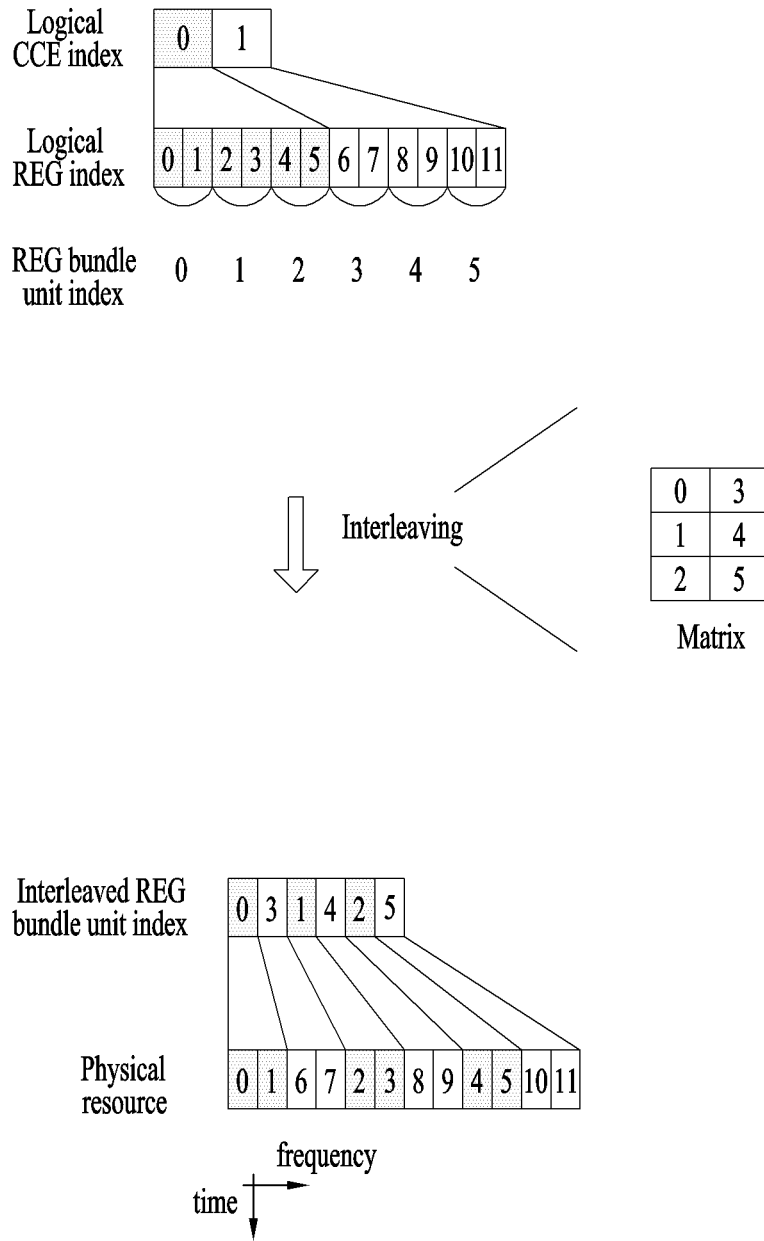 Logical
CCE index
0 1
Logical
REG index
0 1 2 3 4 5 6 7 8 9 10 11
REG bundle
unit index
0 1 2 3 4 5
Interleaving
0 3
1 4
2 5
Matrix
Interleaved REG
bundle unit index
0 3 1 4 2 5
Physical
resource
0 1 6 7 2 3 8 9 4 5 10 11
frequency
time